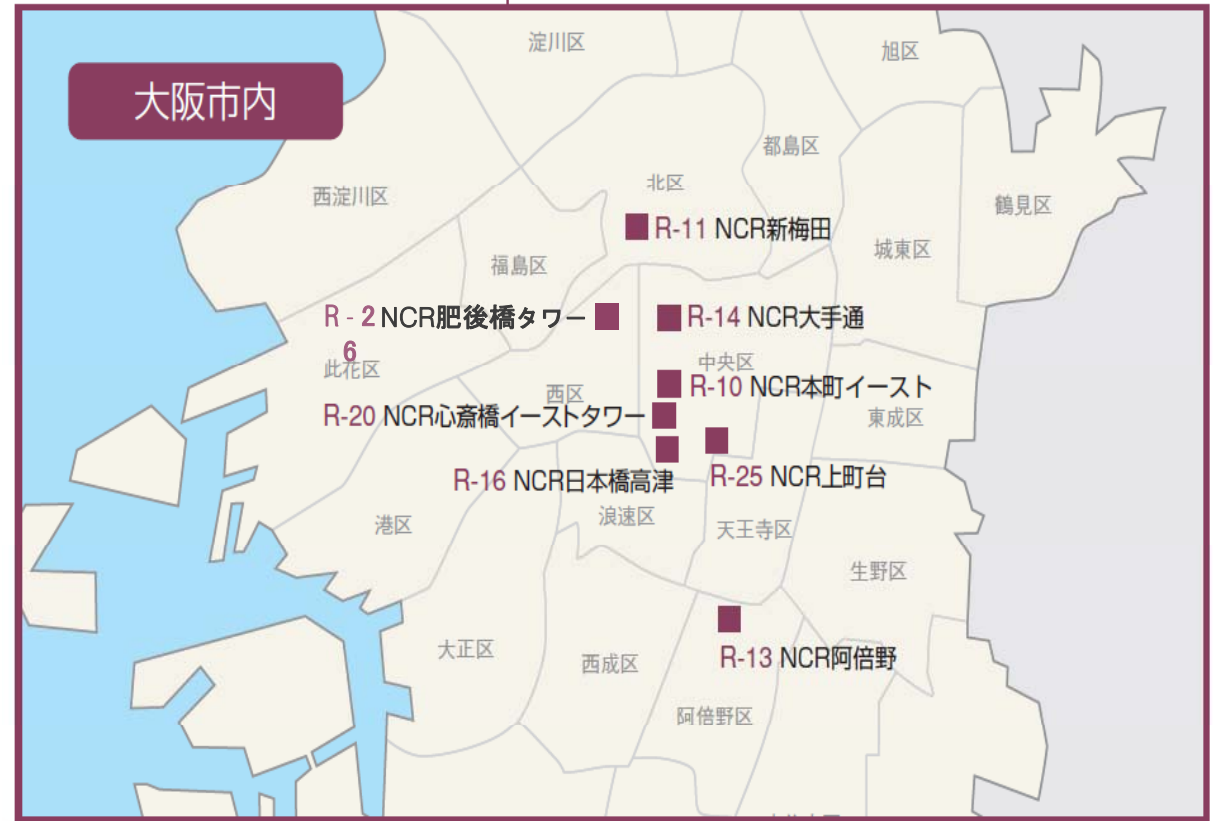 大阪市内
淀川区
旭区
都島区
西淀川区
北区
鶴見区
R-11 NCR新梅田
城東区
福島区
R-2 NCR肥後橋タワー
6
R-14 NCR大手通
此花区
中央区
R-10 NCR本町イースト
西区
R-20 NCR心斎橋イーストタワー
東成区
R-16 NCR日本橋高津
R-25 NCR上町台
浪速区
港区
天王寺区
生野区
大正区
西成区
R-13 NCR阿倍野
阿倍野区